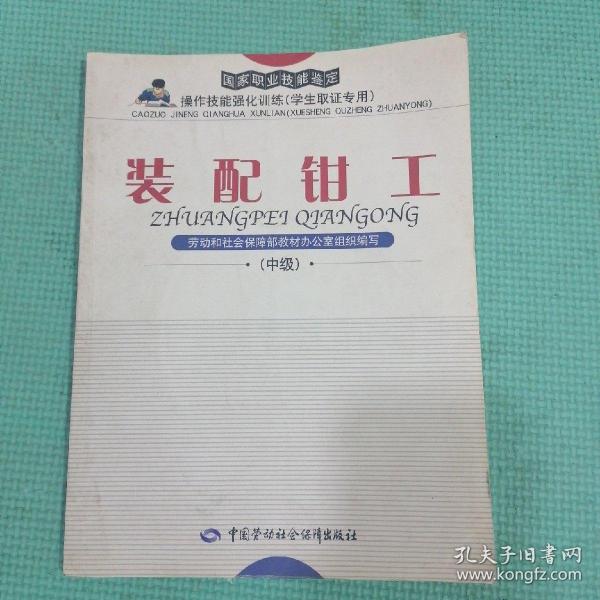 国家职业技能鉴定
操作技能强化训练(学生取证专用)
CAOZUO JINENG QIANGHUA XUNLIAN(XUESHENG QUZHENG ZHUANYONG)
装配钳工
ZHUANGPEI QIANGONG
劳动和社会保障部教材办公室组织编写
·(中级)·
中国劳动社会保障出版社
孔夫子旧书网
www.kongfz.com